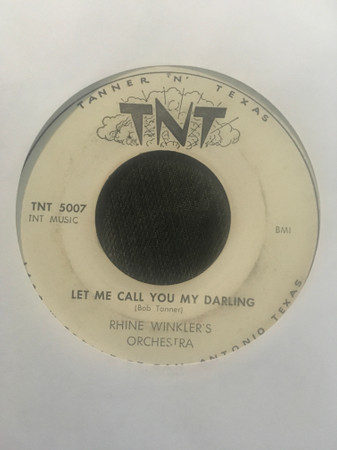 TANNER 'N' TEXAS
TNT
TNT 5007
TNT MUSIC
BMI
LET ME CALL YOU MY DARLING
(Bob Tanner)
RHINE WINKLER'S
ORCHESTRA
ANTONIO TEXAS